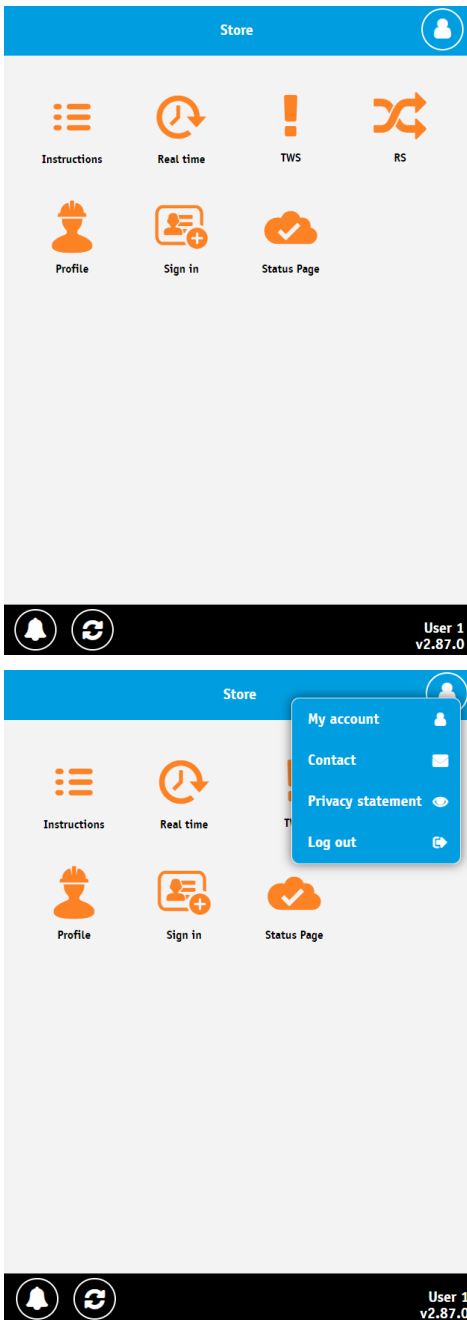 Store
Instructions
Real time
TWS
RS
Profile
Sign in
Status Page
User 1
v2.87.0
Store
My account
Contact
Privacy statement
Log out
Instructions
Real time
Profile
Sign in
Status Page
User 1
v2.87.0